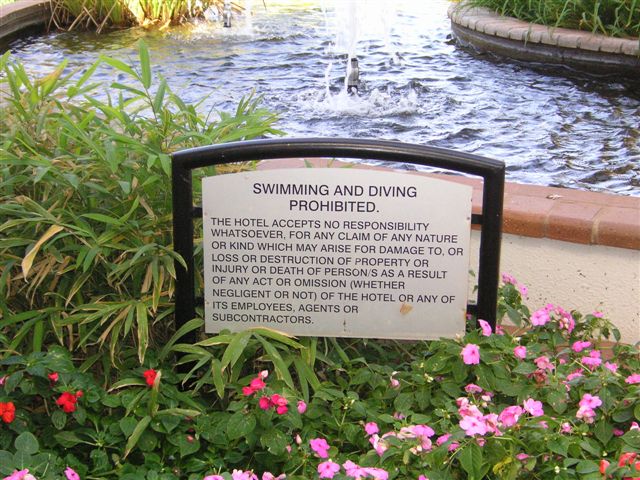 SWIMMING AND DIVING
PROHIBITED.
THE HOTEL ACCEPTS NO RESPONSIBILITY
WHATSOEVER, FOR ANY CLAIM OF ANY NATURE
OR KIND WHICH MAY ARISE FOR DAMAGE TO, OR
LOSS OR DESTRUCTION OF PROPERTY OR
INJURY OR DEATH OF PERSON/S AS A RESULT
OF ANY ACT OR OMISSION (WHETHER
NEGLIGENT OR NOT) OF THE HOTEL OR ANY OF
ITS EMPLOYEES, AGENTS OR
SUBCONTRACTORS.